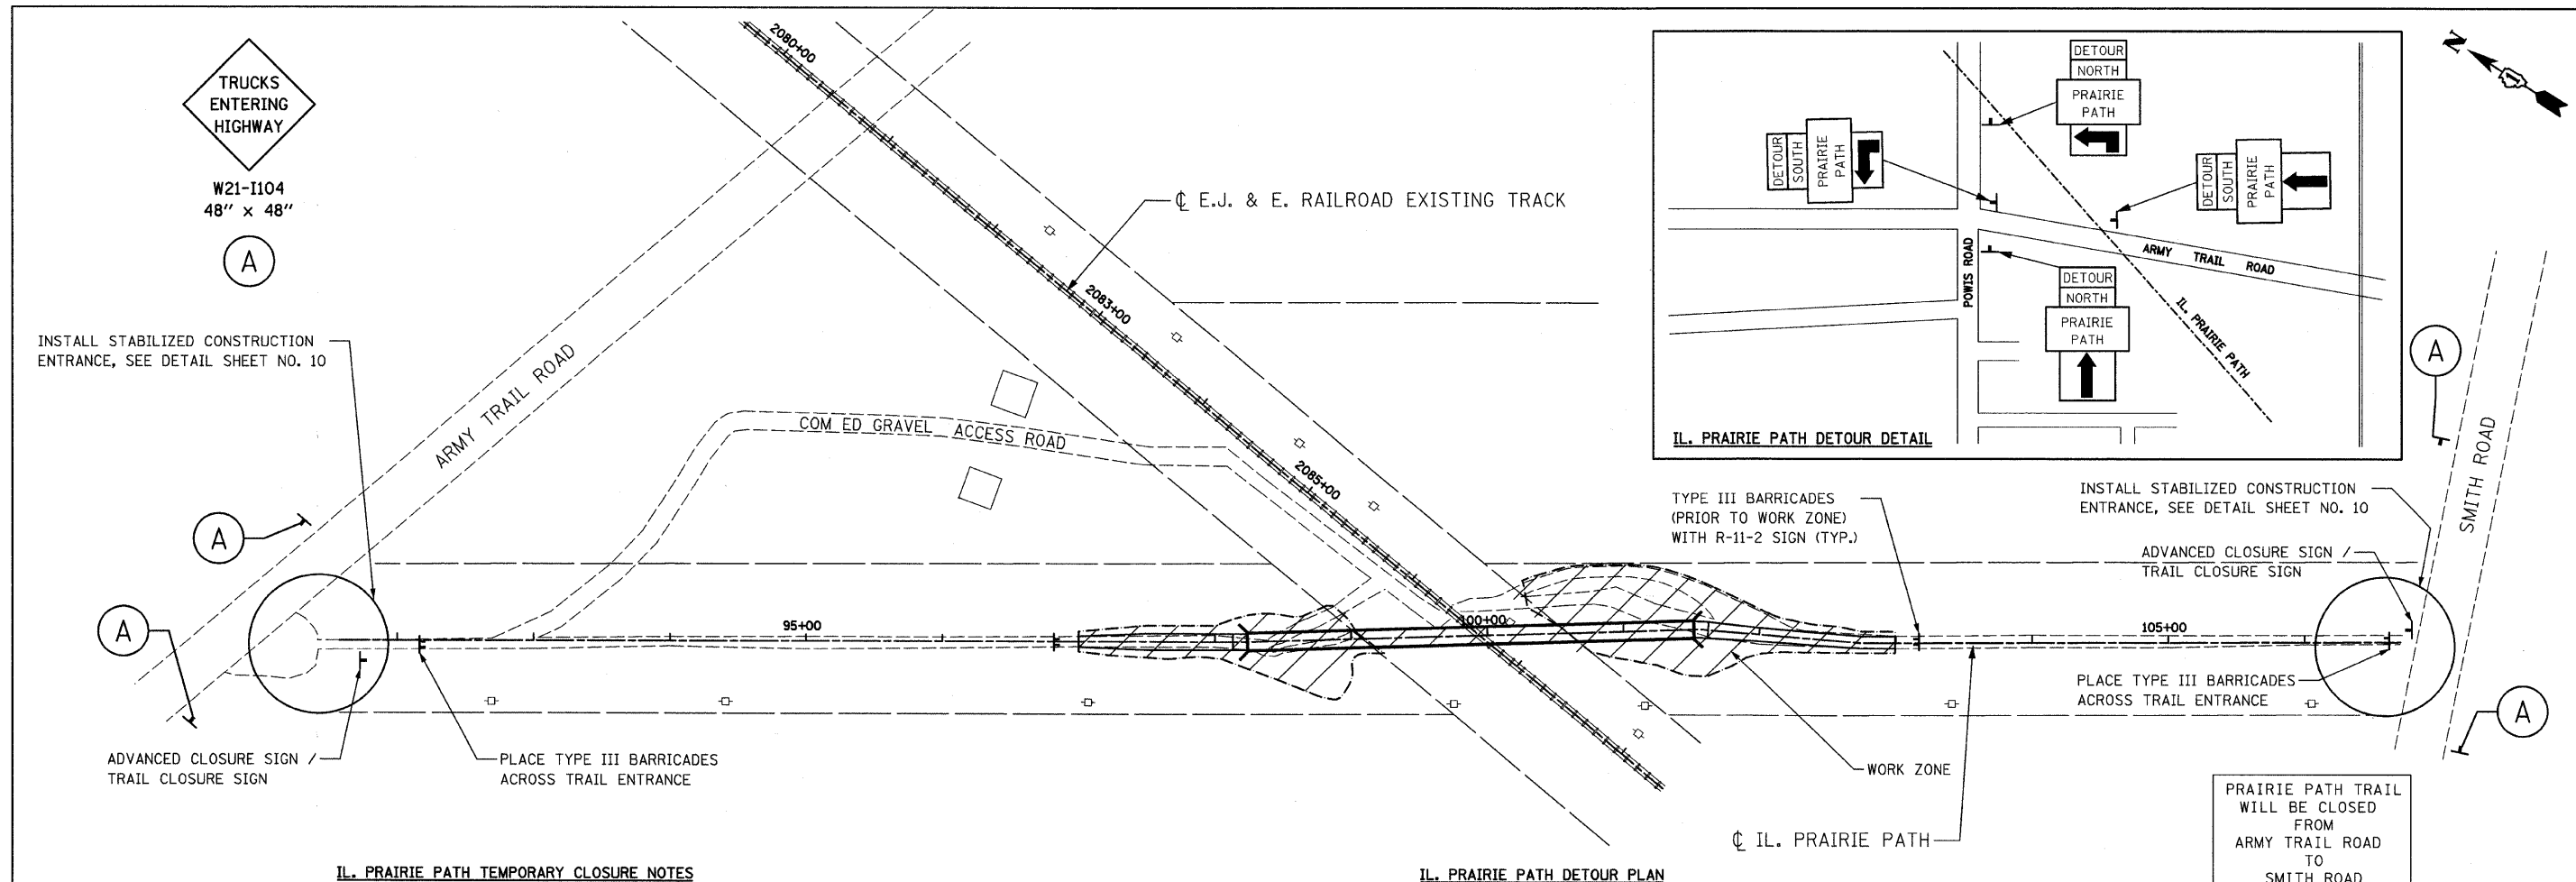 TRUCKS
ENTERING
HIGHWAY
W21-I104
48" x 48"
A
INSTALL STABILIZED CONSTRUCTION
ENTRANCE, SEE DETAIL SHEET NO. 10
ARMY TRAIL ROAD
COM ED GRAVEL ACCESS ROAD
2080+00
2083+00
2085+00
℄ E.J. & E. RAILROAD EXISTING TRACK
A
A
95+00
100+00
105+00
ADVANCED CLOSURE SIGN /
TRAIL CLOSURE SIGN
PLACE TYPE III BARRICADES
ACROSS TRAIL ENTRANCE
DETOUR
NORTH
PRAIRIE
PATH
DETOUR
SOUTH
PRAIRIE
PATH
DETOUR
SOUTH
PRAIRIE
PATH
ARMY TRAIL ROAD
POWIS ROAD
IL. PRAIRIE PATH
DETOUR
NORTH
PRAIRIE
PATH
IL. PRAIRIE PATH DETOUR DETAIL
N
A
SMITH ROAD
TYPE III BARRICADES
(PRIOR TO WORK ZONE)
WITH R-11-2 SIGN (TYP.)
INSTALL STABILIZED CONSTRUCTION
ENTRANCE, SEE DETAIL SHEET NO. 10
ADVANCED CLOSURE SIGN /
TRAIL CLOSURE SIGN
PLACE TYPE III BARRICADES
ACROSS TRAIL ENTRANCE
A
WORK ZONE
℄ IL. PRAIRIE PATH
PRAIRIE PATH TRAIL
WILL BE CLOSED
FROM
ARMY TRAIL ROAD
TO
SMITH ROAD
IL. PRAIRIE PATH TEMPORARY CLOSURE NOTES
IL. PRAIRIE PATH DETOUR PLAN